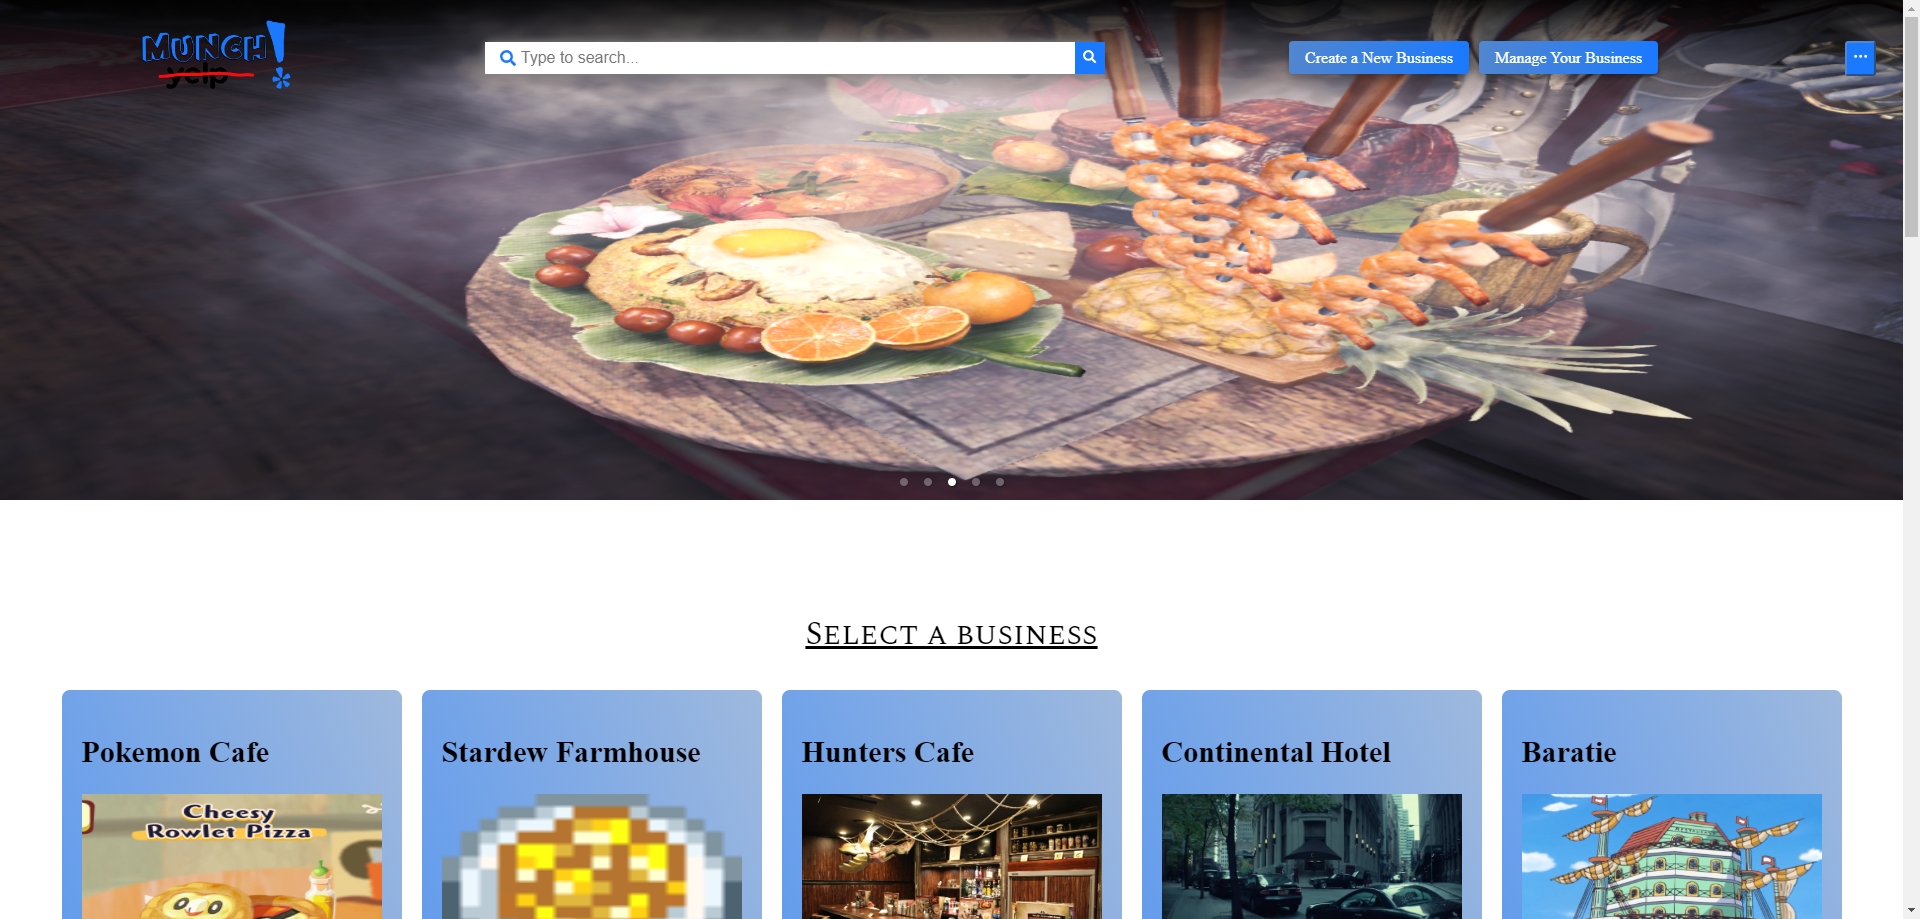 MUNCH!
yelp
Type to search...
Create a New Business
Manage Your Business
...
Select a business
Pokemon Cafe
Stardew Farmhouse
Hunters Cafe
Continental Hotel
Baratie
Cheesy
Rowlet Pizza